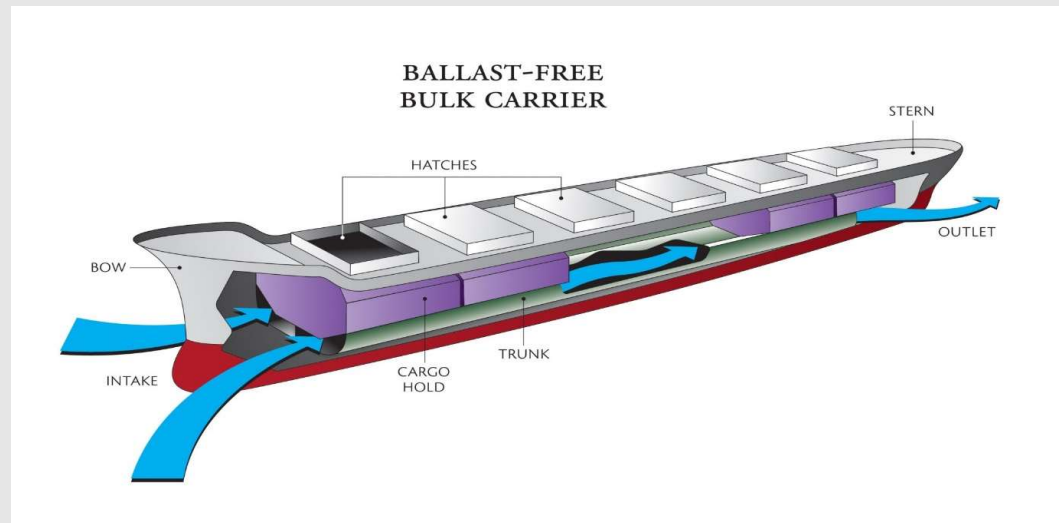 BALLAST-FREE
BULK CARRIER
STERN
HATCHES
OUTLET
BOW
TRUNK
CARGO
HOLD
INTAKE